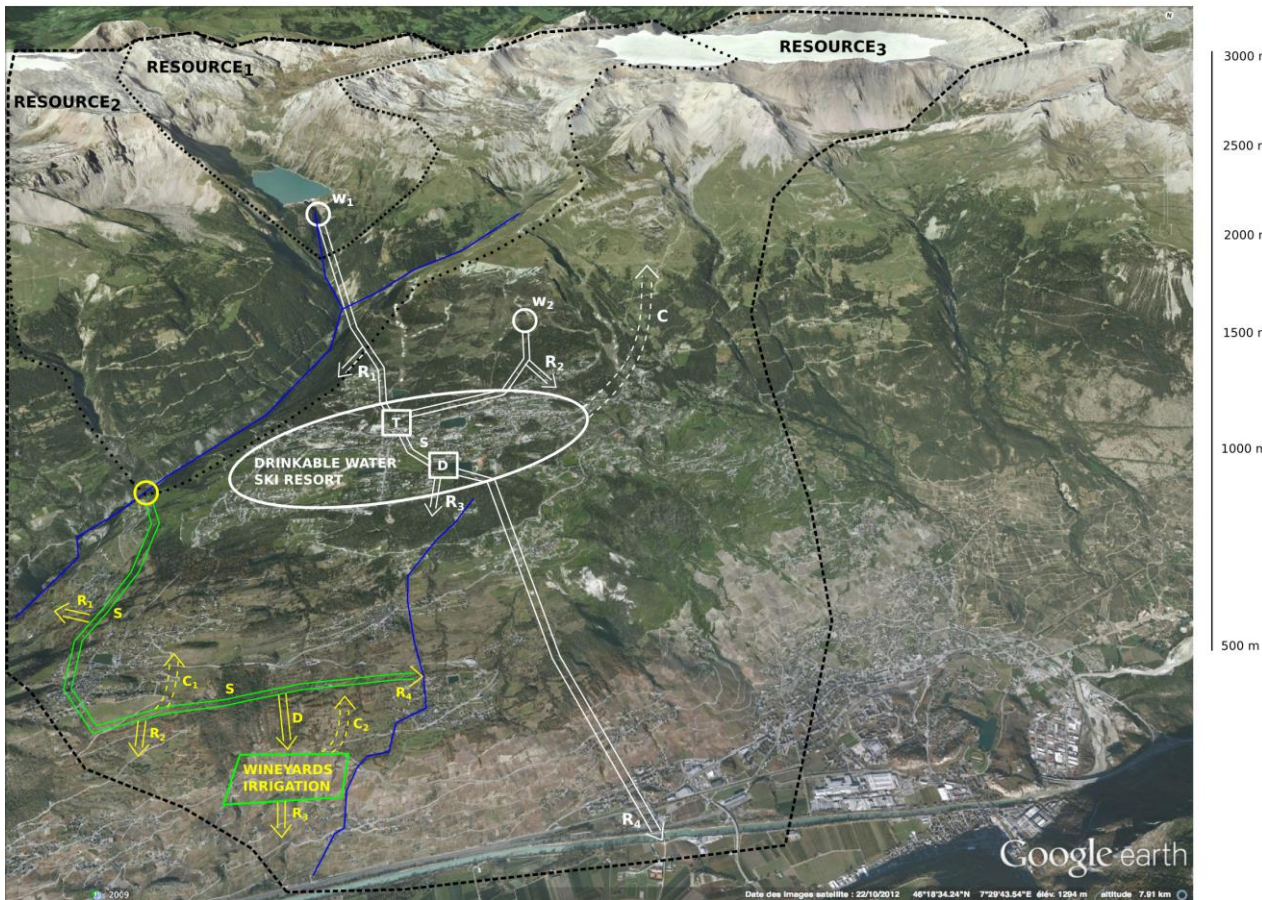 N
RESOURCE3
3000 m
RESOURCE1
RESOURCE2
2500 m
W1
2000 m
W2
C
1500 m
R1
R2
T
S
DRINKABLE WATER
SKI RESORT
D
1000 m
R3
R1
S
500 m
C1
S
R4
R2
D
C2
WINEYARDS
IRRIGATION
R3
R4
Google earth
2009
Date des images satellite : 22/10/2012 46°18'34.24"N 7°29'43.54"E élév. 1294 m altitude 7.91 km